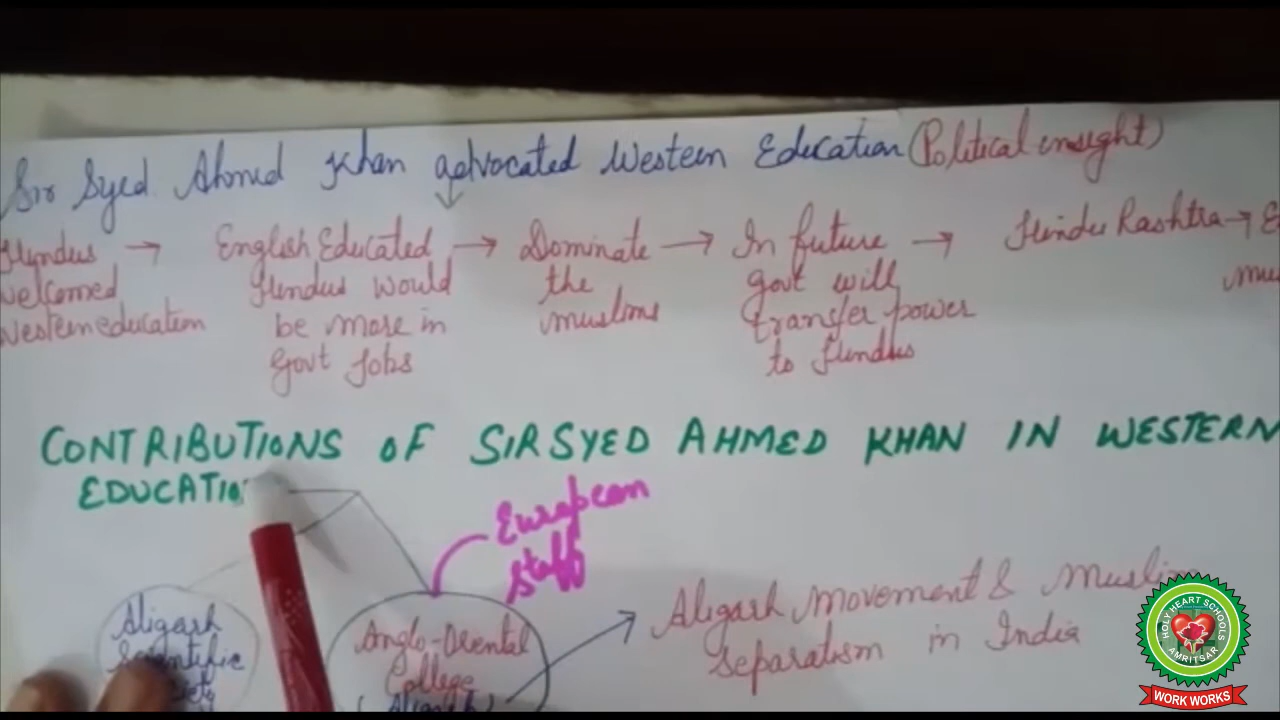 Sir Syed Ahmed Khan advocated Western Education (Political insight)
Hindus → English Educated → Dominate → In future → Hindu Rashtra →
welcomed Hindus would the govt will
Western education be more in muslims transfer power
Govt Jobs to Hindus
CONTRIBUTIONS OF SIR SYED AHMED KHAN IN WESTERN
EDUCATIO
European
Staff
Aligarh
Scientific
Anglo-Oriental
College
(Aligarh)
Aligarh Movement & Muslim
separatism in India
HOLY HEART SCHOOLS
AMRITSAR
WORK WORKS